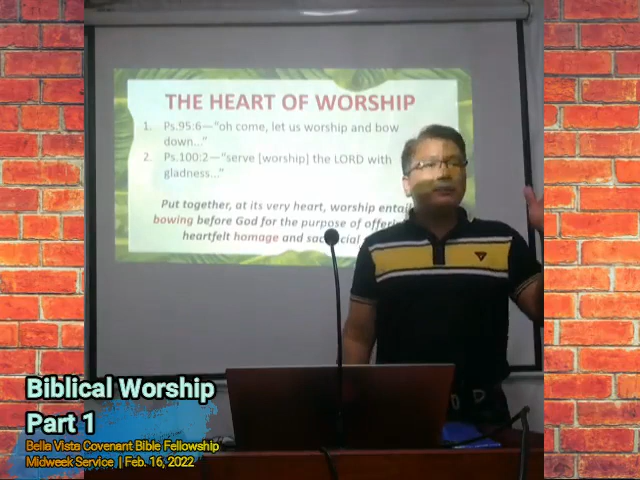 THE HEART OF WORSHIP
1. Ps.95:6—“oh come, let us worship and bow
down...”
2. Ps.100:2—“serve [worship] the LORD with
gladness...”
Put together, at its very heart, worship
bowing before God for the purpose of
heartfelt homage and
Biblical Worship
Part 1
Bella Vista Covenant Bible Fellowship
Midweek Service | Feb. 16, 2022